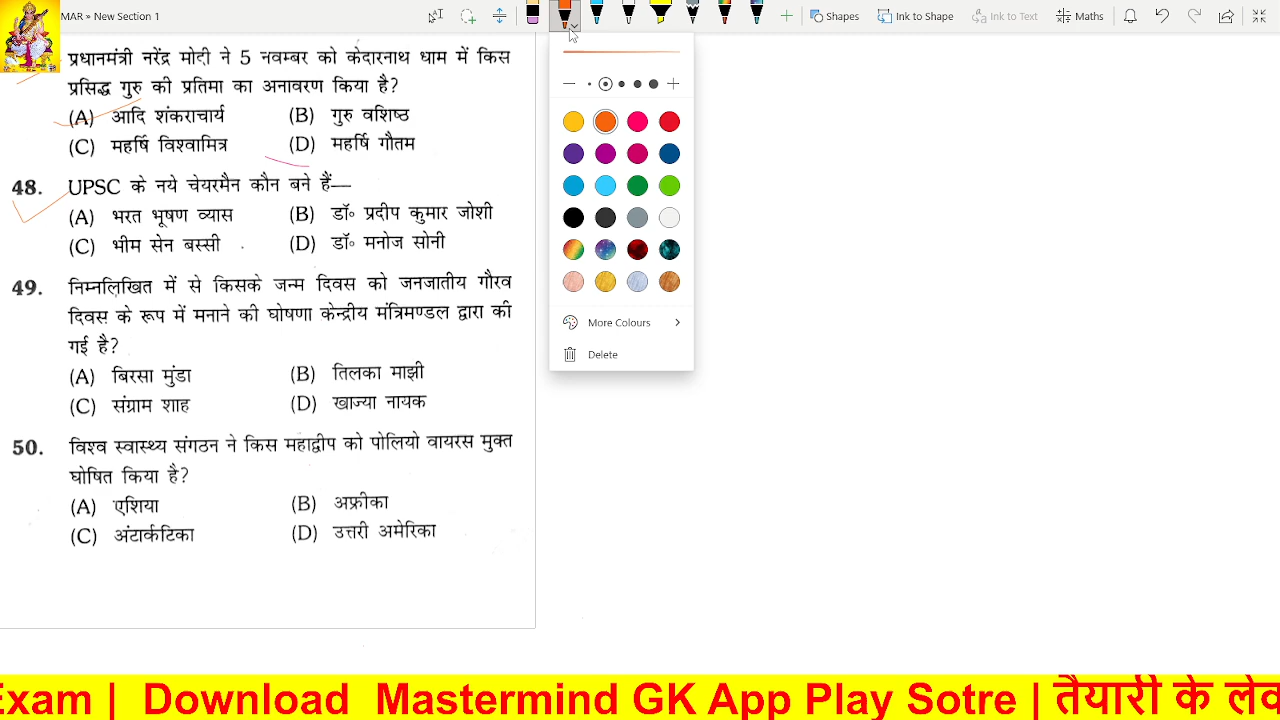 MAR » New Section 1
Shapes
Ink to Shape
Ink to Text
Maths
प्रधानमंत्री नरेंद्र मोदी ने 5 नवम्बर को केदारनाथ धाम में किस
प्रसिद्ध गुरु की प्रतिमा का अनावरण किया है?
(A) आदि शंकराचार्य (B) गुरु वशिष्ठ
(C) महर्षि विश्वामित्र (D) महर्षि गौतम
48. UPSC के नये चेयरमैन कौन बने हैं—
(A) भरत भूषण व्यास (B) डॉ॰ प्रदीप कुमार जोशी
(C) भीम सेन बस्सी (D) डॉ॰ मनोज सोनी
49. निम्नलिखित में से किसके जन्म दिवस को जनजातीय गौरव
दिवस के रूप में मनाने की घोषणा केन्द्रीय मंत्रिमण्डल द्वारा की
गई है?
(A) बिरसा मुंडा (B) तिलका माझी
(C) संग्राम शाह (D) खाज्या नायक
50. विश्व स्वास्थ्य संगठन ने किस महाद्वीप को पोलियो वायरस मुक्त
घोषित किया है?
(A) एशिया (B) अफ्रीका
(C) अंटार्कटिका (D) उत्तरी अमेरिका
More Colours
Delete
Exam | Download Mastermind GK App Play Sotre | तैयारी के